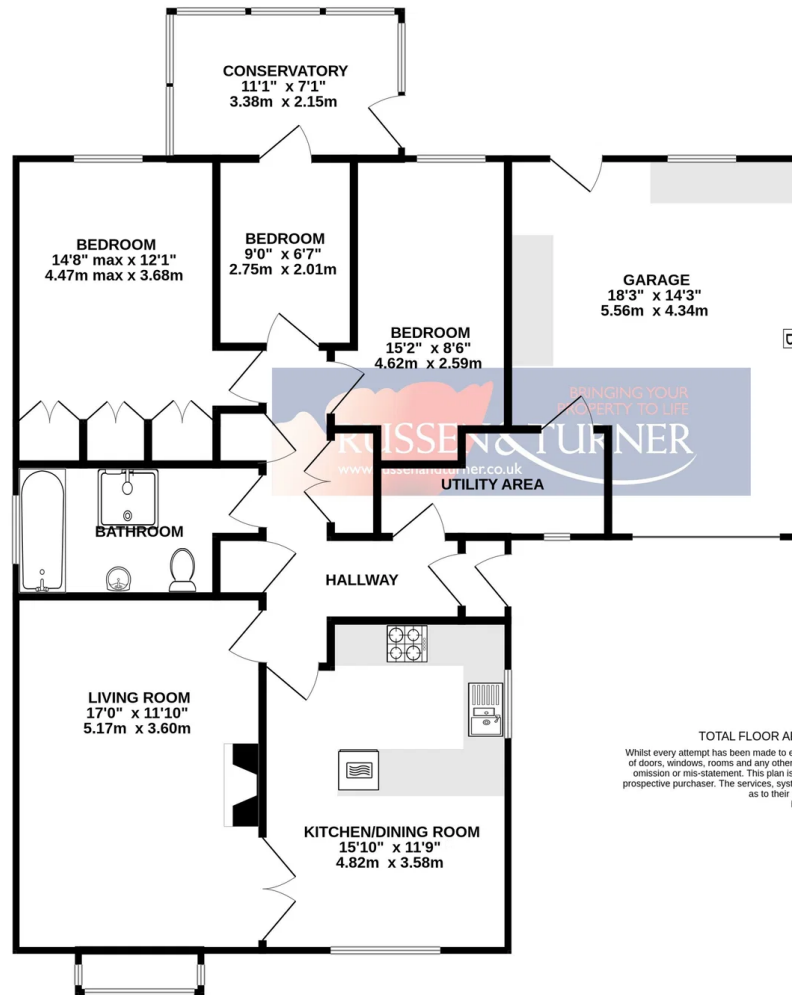 CONSERVATORY
11'1" x 7'1"
3.38m x 2.15m
BEDROOM
14'8" max x 12'1"
4.47m max x 3.68m
BEDROOM
9'0" x 6'7"
2.75m x 2.01m
BEDROOM
15'2" x 8'6"
4.62m x 2.59m
GARAGE
18'3" x 14'3"
5.56m x 4.34m
BRINGING YOUR
PROPERTY TO LIFE
RUSSEN & TURNER
www.russenandturner.co.uk
UTILITY AREA
BATHROOM
HALLWAY
LIVING ROOM
17'0" x 11'10"
5.17m x 3.60m
KITCHEN/DINING ROOM
15'10" x 11'9"
4.82m x 3.58m
TOTAL FLOOR
Whilst every attempt has been made to
of doors, windows, rooms and any other
omission or mis-statement. This plan is
prospective purchaser. The services,
as to their